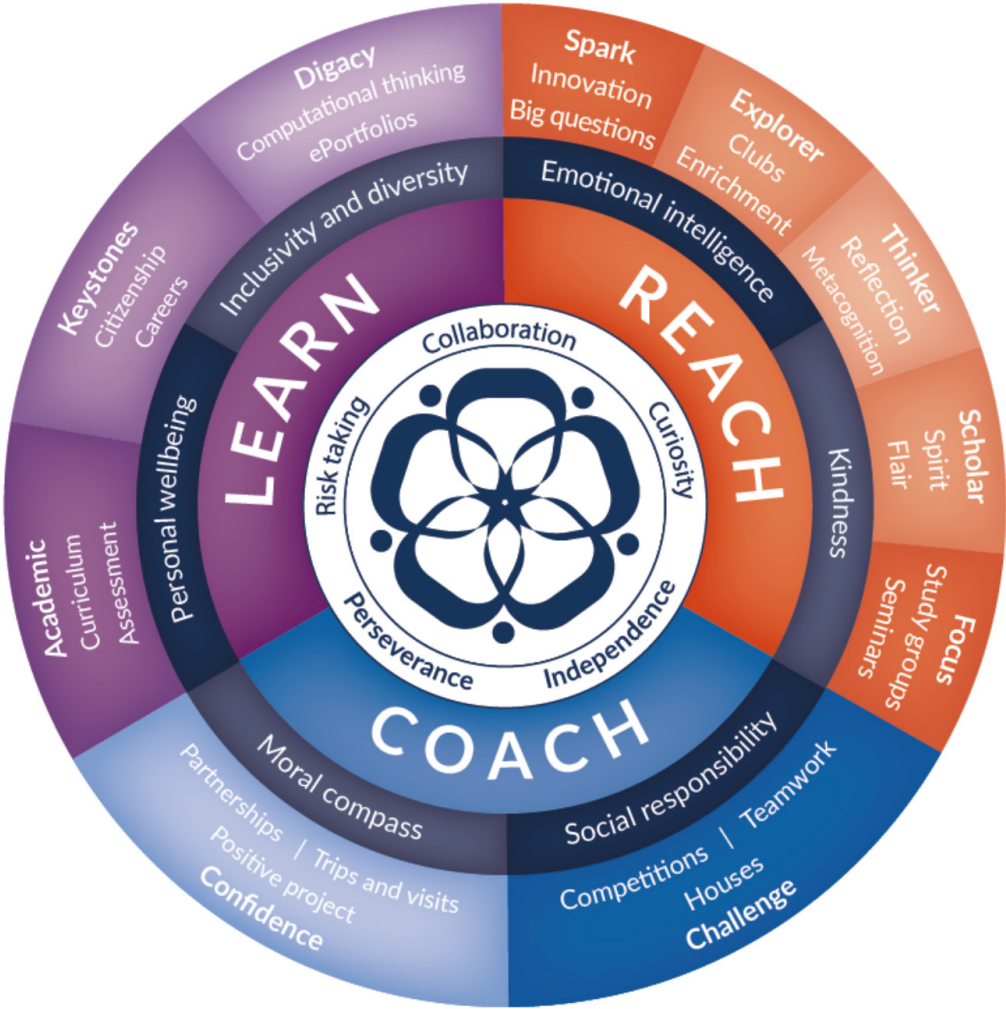 Digacy
Computational thinking
ePortfolios
Spark
Innovation
Big questions
Explorer
Clubs
Enrichment
Thinker
Reflection
Metacognition
Scholar
Spirit
Flair
Focus
Study groups
Seminars
Keystones
Citizenship
Careers
Academic
Curriculum
Assessment
Inclusivity and diversity
Emotional intelligence
Kindness
Personal wellbeing
LEARN
REACH
Collaboration
Curiosity
Risk taking
Perseverance
Independence
COACH
Moral compass
Social responsibility
Partnerships | Trips and visits
Positive project
Confidence
Competitions | Teamwork
Houses
Challenge